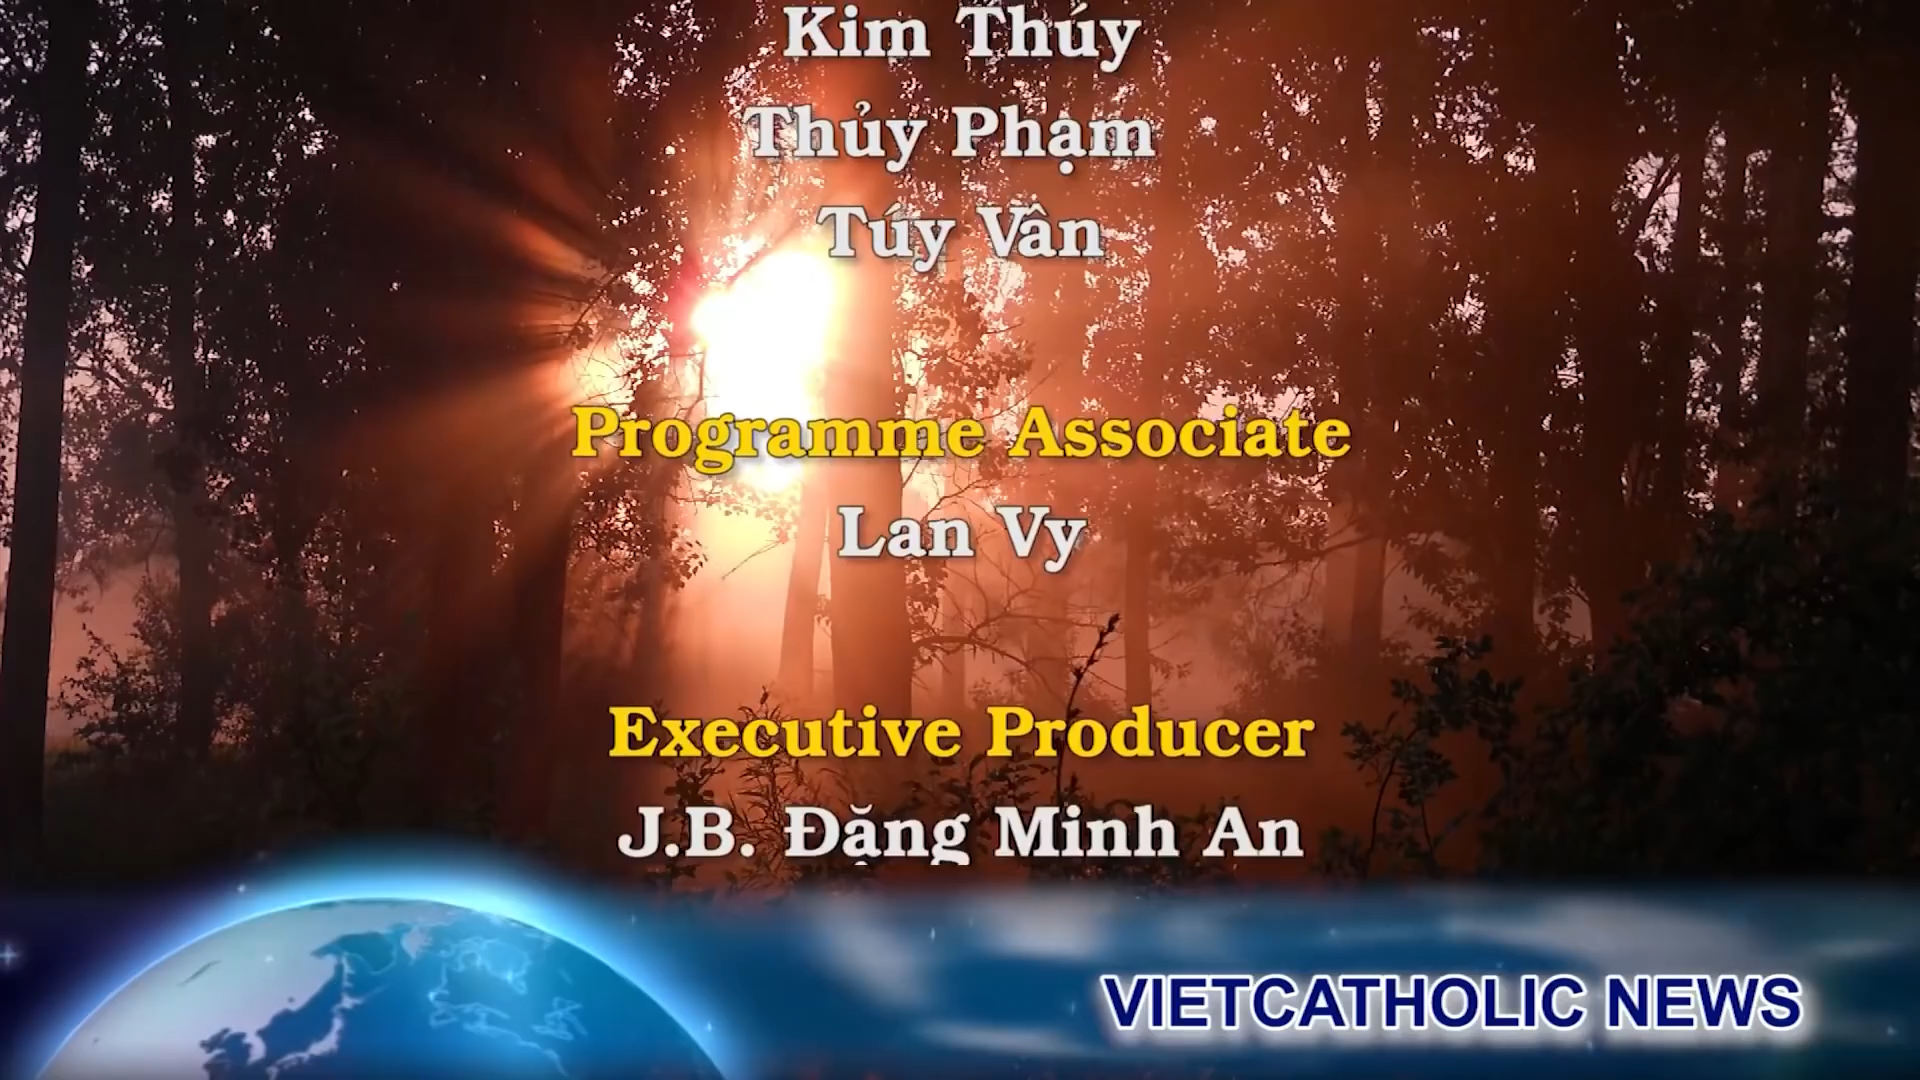 Kim Thúy
Thủy Phạm
Túy Vân
Programme Associate
Lan Vy
Executive Producer
J.B. Đặng Minh An
VIETCATHOLIC NEWS